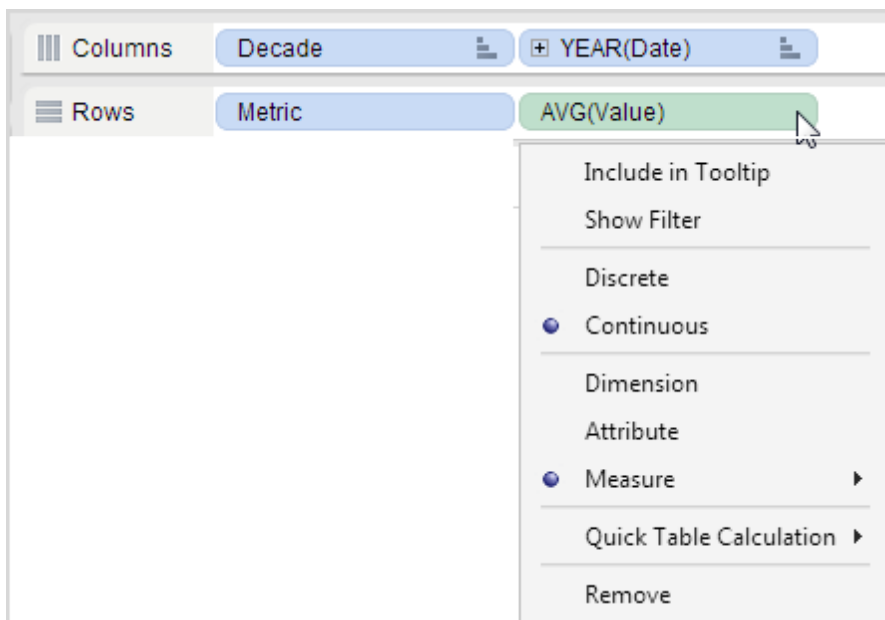 Columns Decade YEAR(Date)
Rows Metric AVG(Value)
Include in Tooltip
Show Filter
Discrete
Continuous
Dimension
Attribute
Measure
Quick Table Calculation
Remove